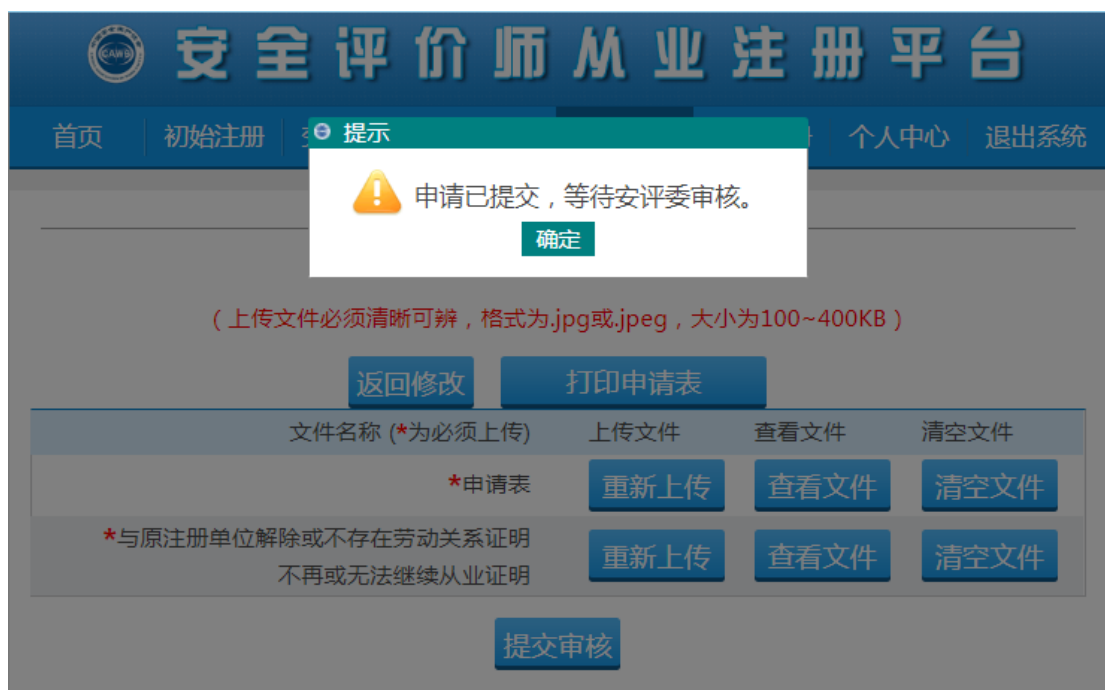 CAWS
安全评价师从业注册平台
首页 初始注册 个人中心 退出系统
提示
申请已提交，等待安评委审核。
确定
（上传文件必须清晰可辨，格式为.jpg或.jpeg，大小为100~400KB）
返回修改 打印申请表
文件名称 (*为必须上传) 上传文件 查看文件 清空文件
*申请表 重新上传 查看文件 清空文件
*与原注册单位解除或不存在劳动关系证明 重新上传 查看文件 清空文件
不再或无法继续从业证明
提交审核